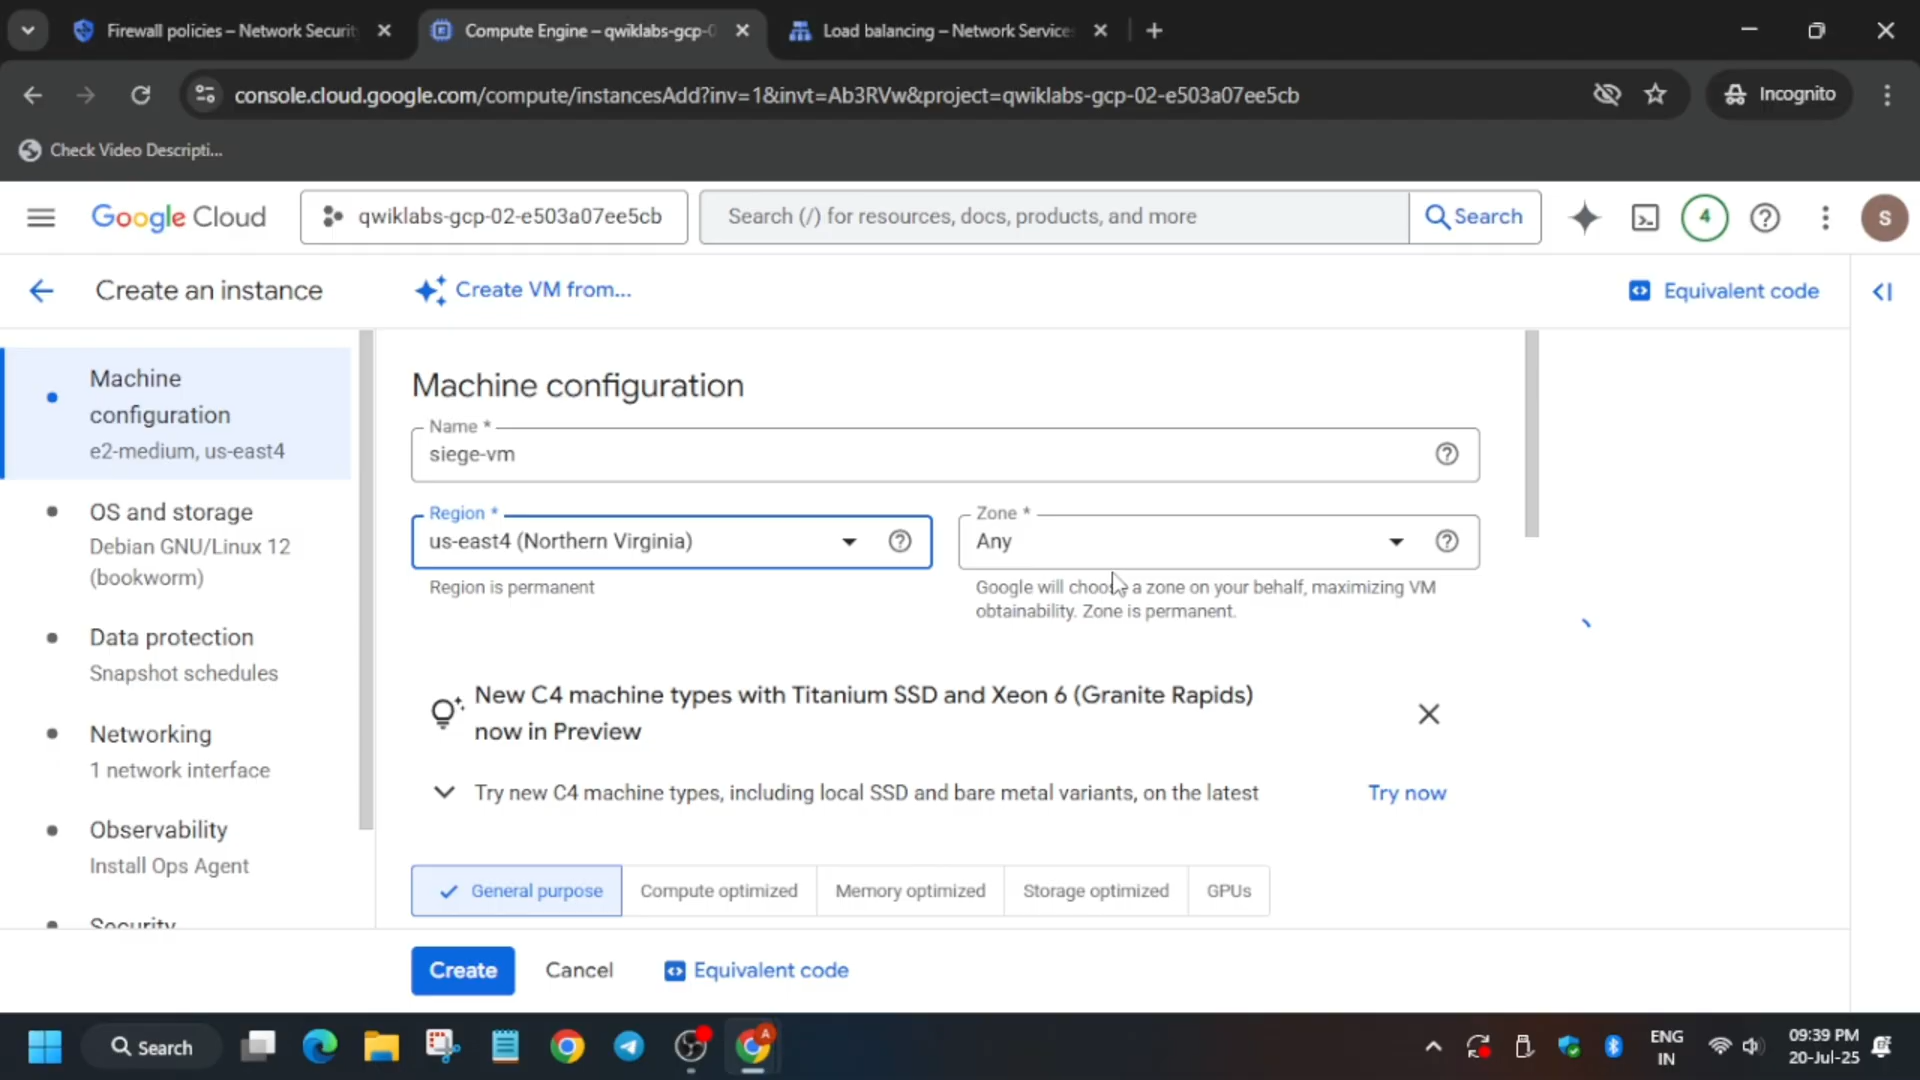 Firewall policies – Network Securit
Compute Engine – qwiklabs-gcp-0
Load balancing – Network Service
console.cloud.google.com/compute/instancesAdd?inv=1&invt=Ab3RVw&project=qwiklabs-gcp-02-e503a07ee5cb
Incognito
Check Video Descripti...
Google Cloud
qwiklabs-gcp-02-e503a07ee5cb
Search (/) for resources, docs, products, and more
Search
4
S
Create an instance
Create VM from...
Equivalent code
Machine
configuration
e2-medium, us-east4
OS and storage
Debian GNU/Linux 12
(bookworm)
Data protection
Snapshot schedules
Networking
1 network interface
Observability
Install Ops Agent
Security
Machine configuration
Name *
siege-vm
Region *
us-east4 (Northern Virginia)
Region is permanent
Zone *
Any
Google will choose a zone on your behalf, maximizing VM
obtainability. Zone is permanent.
New C4 machine types with Titanium SSD and Xeon 6 (Granite Rapids)
now in Preview
Try new C4 machine types, including local SSD and bare metal variants, on the latest
Try now
General purpose
Compute optimized
Memory optimized
Storage optimized
GPUs
Create
Cancel
Equivalent code
Search
A
ENG
IN
09:39 PM
20-Jul-25